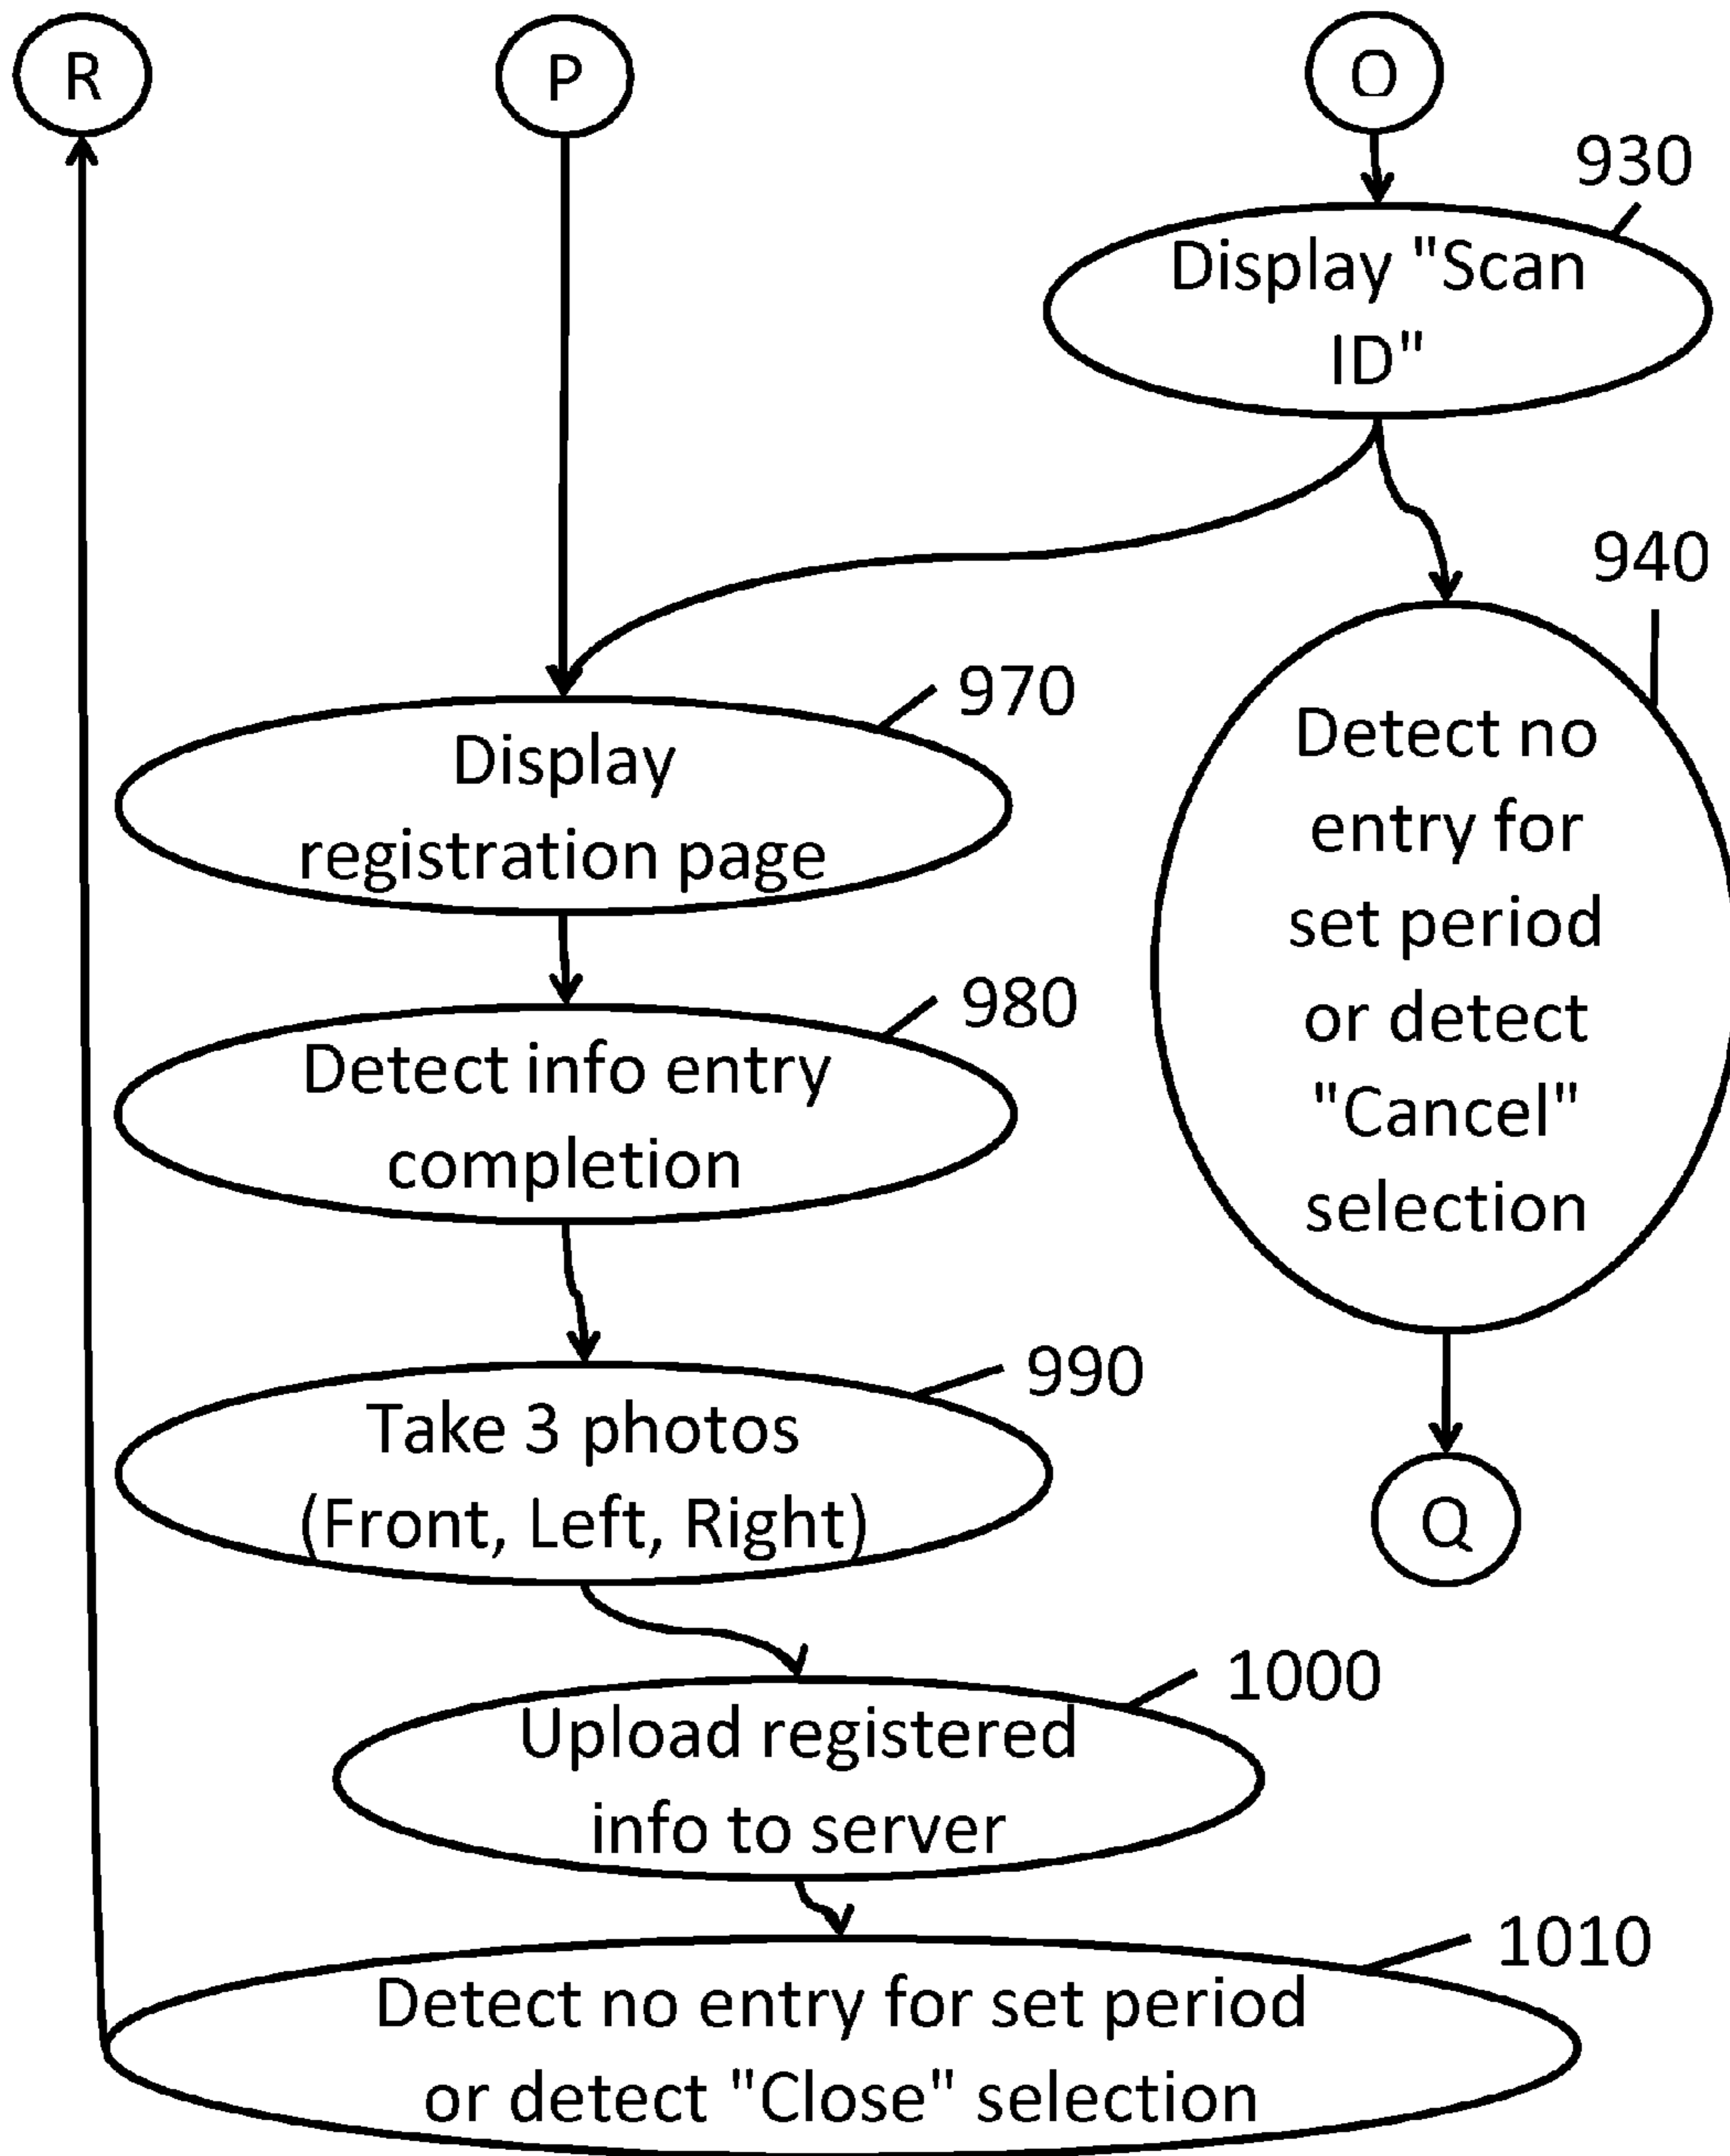 R
P
O
930
Display "Scan
ID"
940
Detect no
entry for
set period
or detect
"Cancel"
selection
Q
970
Display
registration page
980
Detect info entry
completion
990
Take 3 photos
(Front, Left, Right)
1000
Upload registered
info to server
1010
Detect no entry for set period
or detect "Close" selection